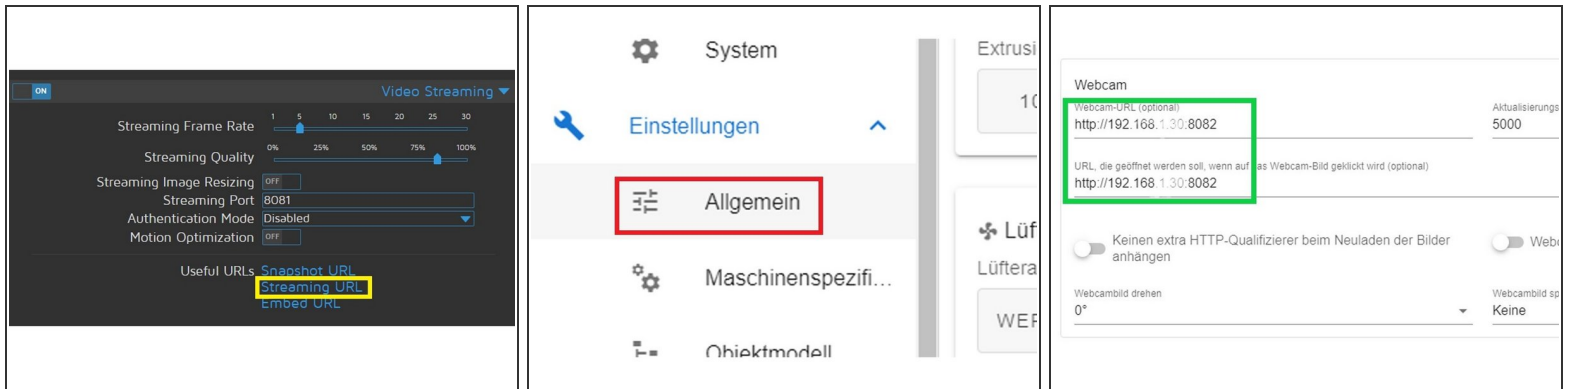 ON
Video Streaming
Streaming Frame Rate
1 5 10 15 20 25 30
Streaming Quality
0% 25% 50% 75% 100%
Streaming Image Resizing OFF
Streaming Port 8081
Authentication Mode Disabled
Motion Optimization OFF
Useful URLs Snapshot URL
Streaming URL
Embed URL
System
Einstellungen
Allgemein
Maschinenspezifi...
Objektmodell
Extrusi
10
Lüf
Lüftera
WER
Webcam
Webcam-URL (optional)
http://192.168.1.30:8082
Aktualisierungs
5000
URL, die geöffnet werden soll, wenn auf das Webcam-Bild geklickt wird (optional)
http://192.168.1.30:8082
Keinen extra HTTP-Qualifizierer beim Neuladen der Bilder
anhängen
Webc
Webcambild drehen
0°
Webcambild sp
Keine